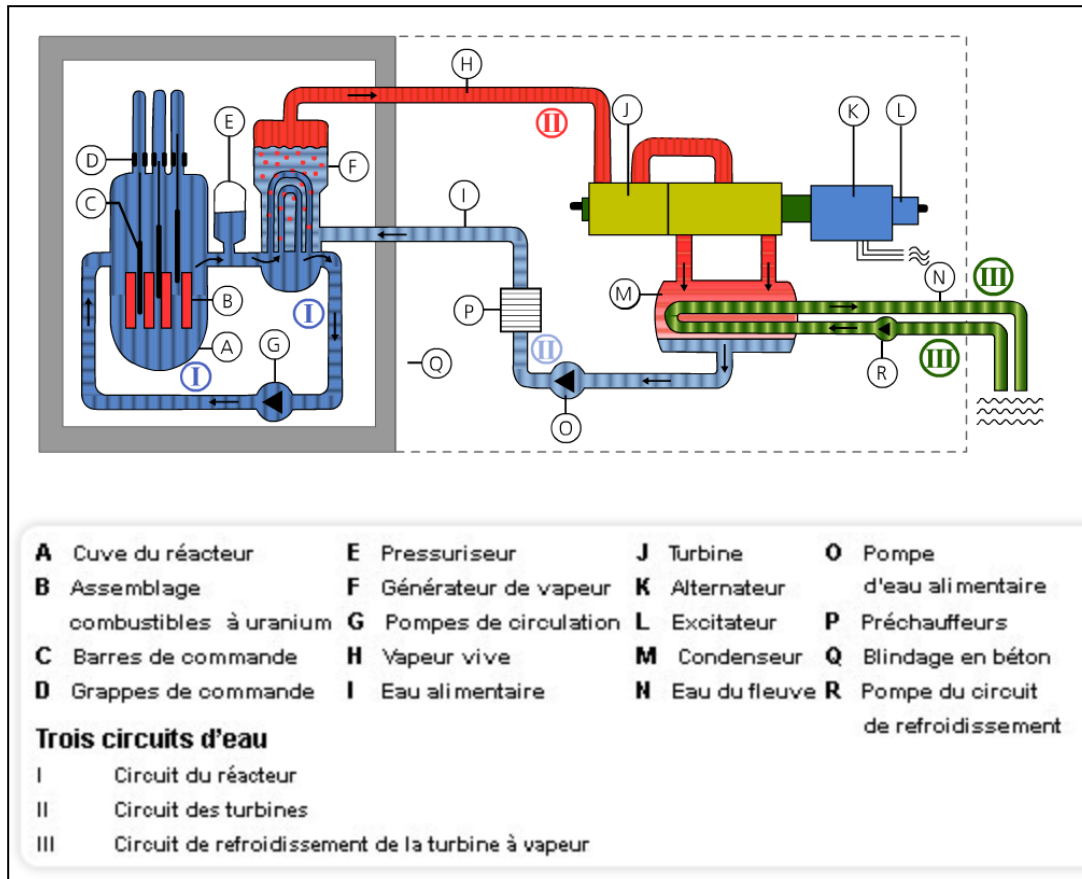 H
II
J
K
L
E
D
F
C
I
N
III
M
B
I
P
A
G
I
II
Q
R
III
O
A Cuve du réacteur
B Assemblage
combustibles à uranium
C Barres de commande
D Grappes de commande
E Pressuriseur
F Générateur de vapeur
G Pompes de circulation
H Vapeur vive
I Eau alimentaire
J Turbine
K Alternateur
L Excitateur
M Condenseur
N Eau du fleuve
O Pompe
d'eau alimentaire
P Préchauffeurs
Q Blindage en béton
R Pompe du circuit
de refroidissement
Trois circuits d'eau
I Circuit du réacteur
II Circuit des turbines
III Circuit de refroidissement de la turbine à vapeur